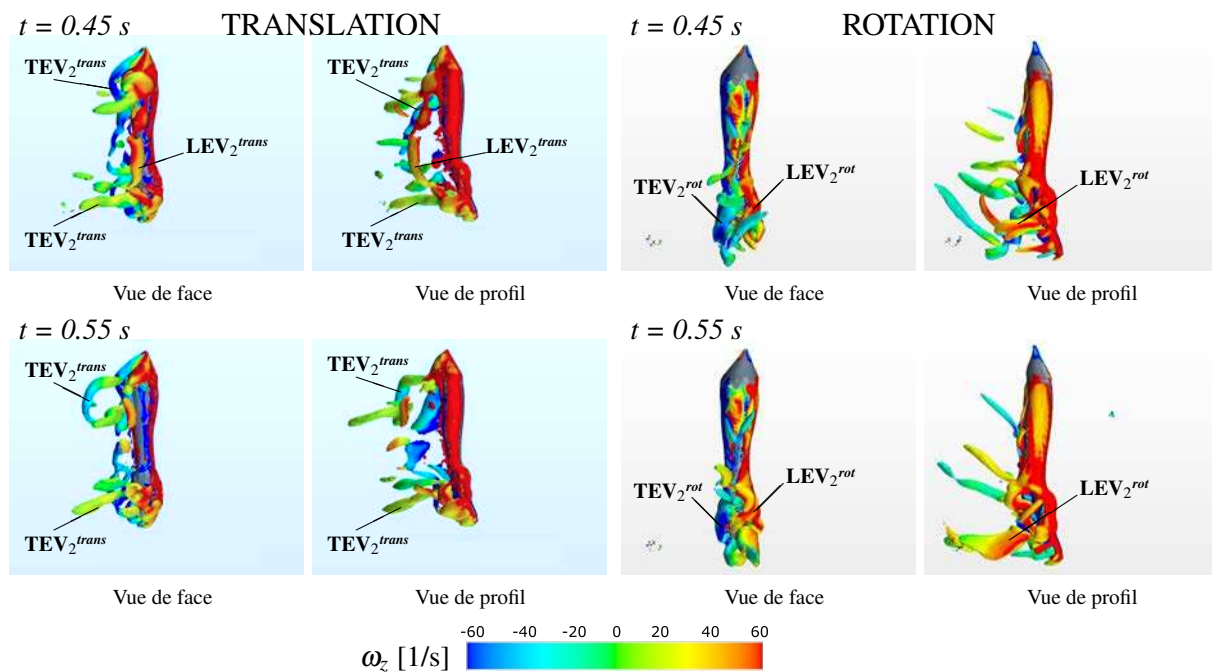 t = 0.45 s TRANSLATION t = 0.45 s ROTATION
TEV₂ᵗʳᵃⁿˢ TEV₂ᵗʳᵃⁿˢ
LEV₂ᵗʳᵃⁿˢ LEV₂ᵗʳᵃⁿˢ TEV₂ʳᵒᵗ LEV₂ʳᵒᵗ LEV₂ʳᵒᵗ
TEV₂ᵗʳᵃⁿˢ TEV₂ᵗʳᵃⁿˢ
Vue de face Vue de profil Vue de face Vue de profil
t = 0.55 s t = 0.55 s
TEV₂ᵗʳᵃⁿˢ TEV₂ᵗʳᵃⁿˢ
TEV₂ʳᵒᵗ LEV₂ʳᵒᵗ LEV₂ʳᵒᵗ
TEV₂ᵗʳᵃⁿˢ TEV₂ᵗʳᵃⁿˢ
Vue de face Vue de profil Vue de face Vue de profil
-60 -40 -20 0 20 40 60
ω_z [1/s]